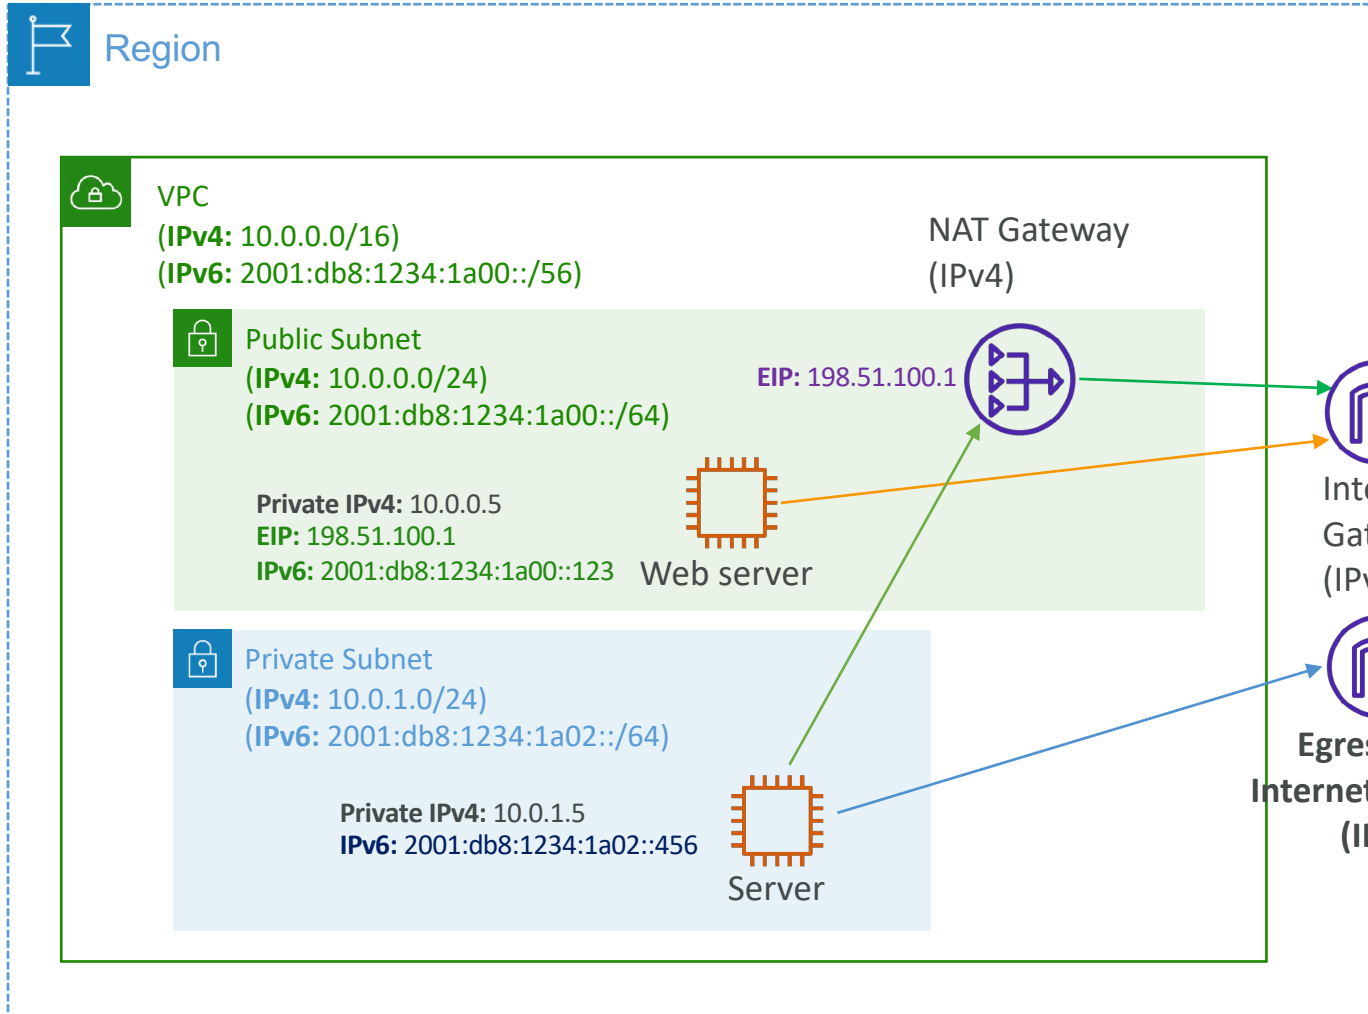 Region
VPC
(IPv4: 10.0.0.0/16)
(IPv6: 2001:db8:1234:1a00::/56)
NAT Gateway
(IPv4)
Public Subnet
(IPv4: 10.0.0.0/24)
(IPv6: 2001:db8:1234:1a00::/64)
EIP: 198.51.100.1
Private IPv4: 10.0.0.5
EIP: 198.51.100.1
IPv6: 2001:db8:1234:1a00::123
Web server
Private Subnet
(IPv4: 10.0.1.0/24)
(IPv6: 2001:db8:1234:1a02::/64)
Private IPv4: 10.0.1.5
IPv6: 2001:db8:1234:1a02::456
Server
Internet